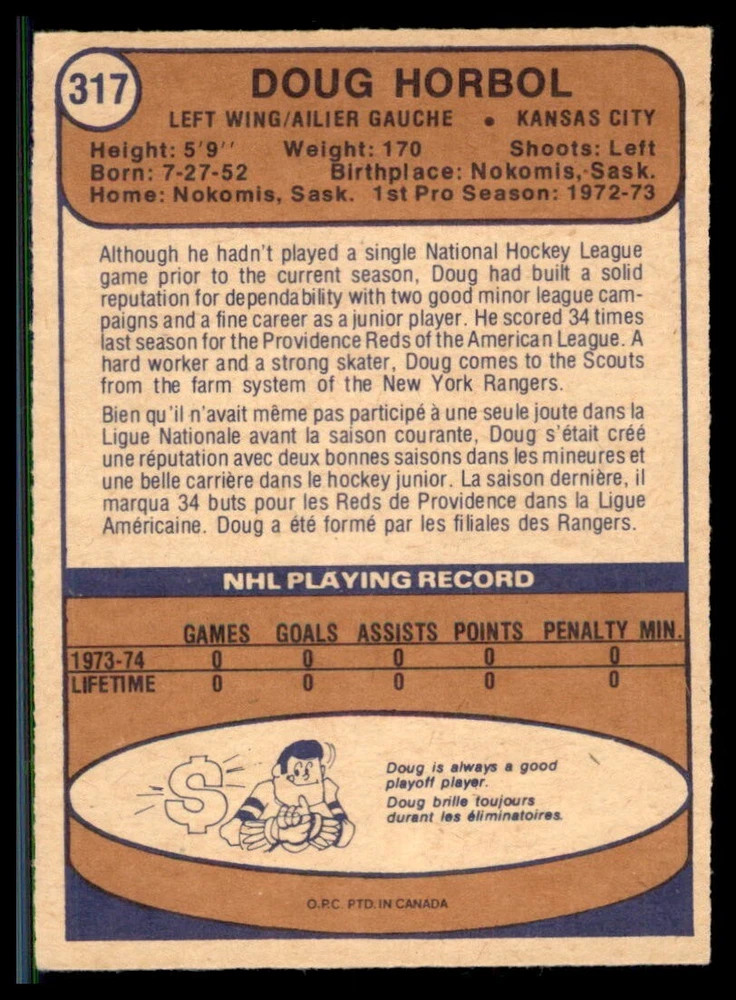 317
DOUG HORBOL
LEFT WING/AILIER GAUCHE • KANSAS CITY
Height: 5'9'' Weight: 170 Shoots: Left
Born: 7-27-52 Birthplace: Nokomis, Sask.
Home: Nokomis, Sask. 1st Pro Season: 1972-73
Although he hadn't played a single National Hockey League
game prior to the current season, Doug had built a solid
reputation for dependability with two good minor league cam-
paigns and a fine career as a junior player. He scored 34 times
last season for the Providence Reds of the American League. A
hard worker and a strong skater, Doug comes to the Scouts
from the farm system of the New York Rangers.
Bien qu'il n'avait même pas participé à une seule joute dans la
Ligue Nationale avant la saison courante, Doug s'était créé
une réputation avec deux bonnes saisons dans les mineures et
une belle carrière dans le hockey junior. La saison dernière, il
marqua 34 buts pour les Reds de Providence dans la Ligue
Américaine. Doug a été formé par les filiales des Rangers.
NHL PLAYING RECORD
GAMES GOALS ASSISTS POINTS PENALTY MIN.
1973-74 0 0 0 0 0
LIFETIME 0 0 0 0 0
$
Doug is always a good
playoff player.
Doug brille toujours
durant les éliminatoires.
O.P.C. PTD. IN CANADA